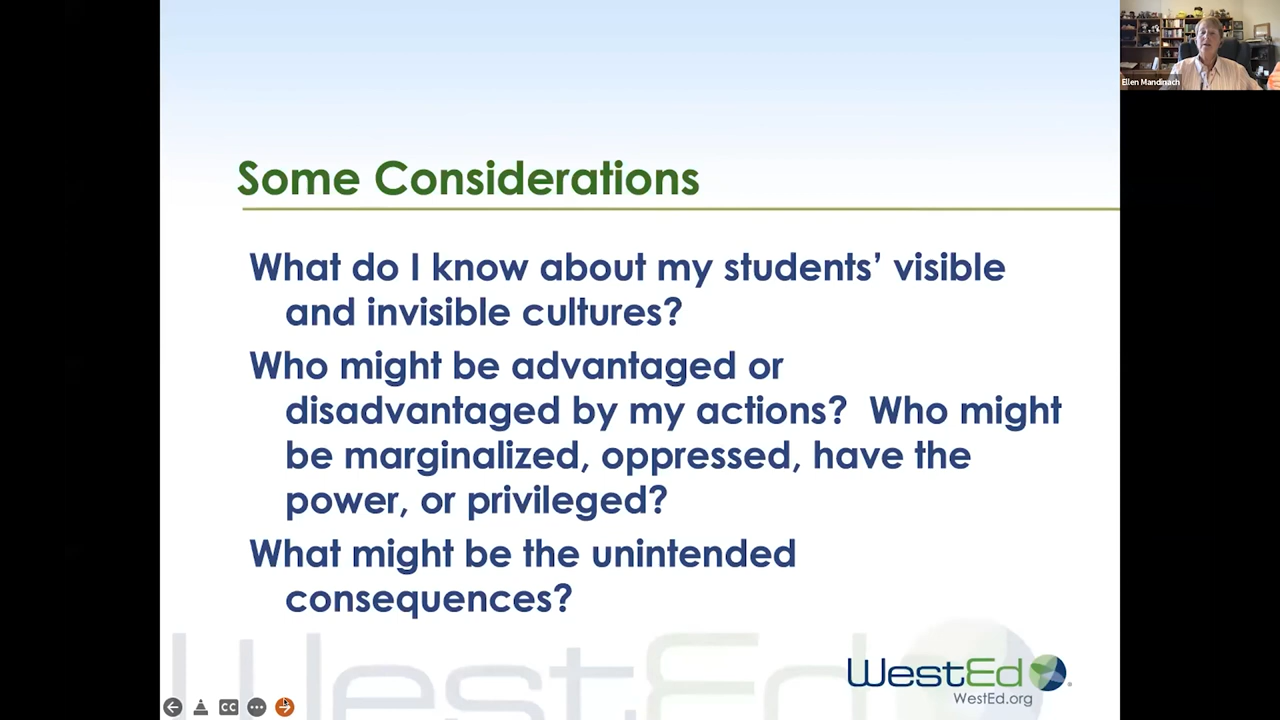 Ellen Mandinach
Some Considerations
What do I know about my students’ visible
and invisible cultures?
Who might be advantaged or
disadvantaged by my actions?  Who might
be marginalized, oppressed, have the
power, or privileged?
What might be the unintended
consequences?
WestEd
WestEd
WestEd.org
CC